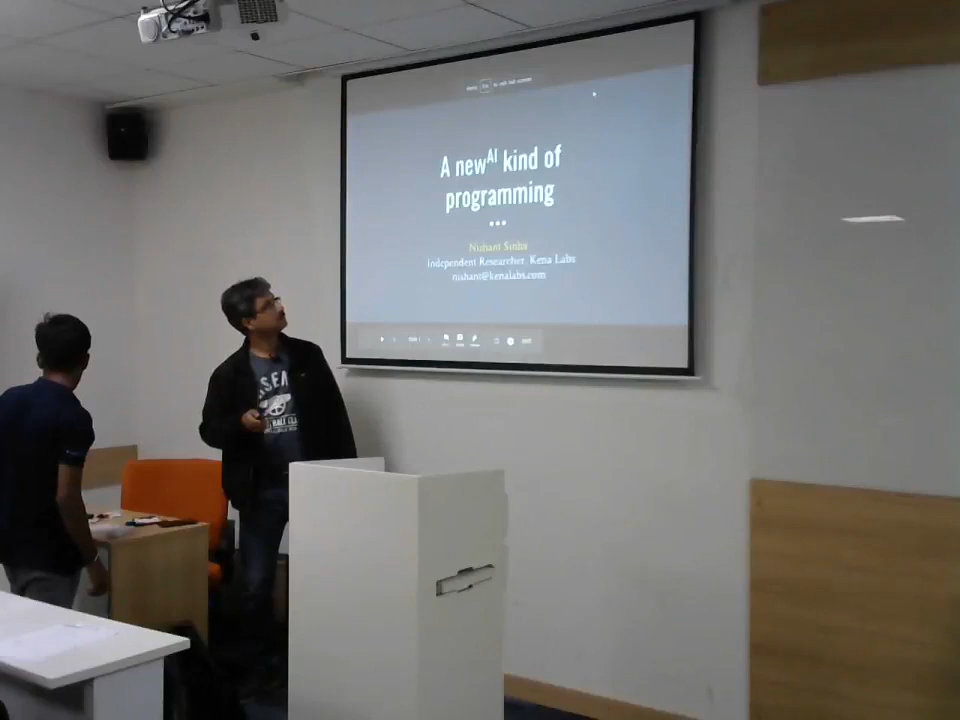 A new^AI kind of
programming
Nishant Sinha
Independent Researcher, Kena Labs
nishant@kenalabs.com